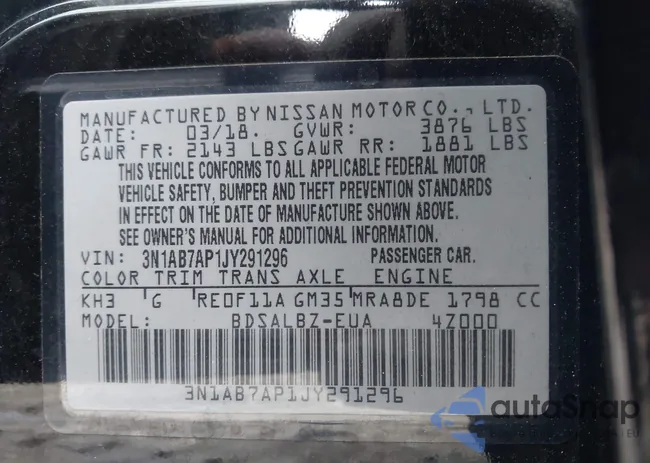 MANUFACTURED BY NISSAN MOTOR CO., LTD.
DATE: 03/18. GVWR: 3876 LBS
GAWR FR: 2143 LBS GAWR RR: 1881 LBS
THIS VEHICLE CONFORMS TO ALL APPLICABLE FEDERAL MOTOR
VEHICLE SAFETY, BUMPER AND THEFT PREVENTION STANDARDS
IN EFFECT ON THE DATE OF MANUFACTURE SHOWN ABOVE.
SEE OWNER'S MANUAL FOR ADDITIONAL INFORMATION.
VIN: 3N1AB7AP1JY291296 PASSENGER CAR.
COLOR TRIM TRANS AXLE ENGINE
KH3 G RE0F11A GM35 MRA8DE 1798 CC
MODEL: BDSALBZ-EUA 4Z000
3N1AB7AP1JY291296
autoSnap